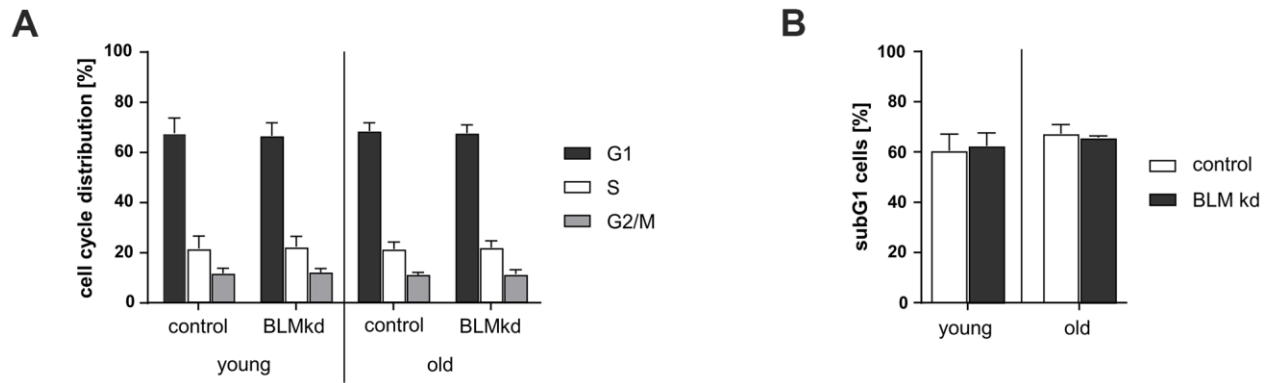 A
cell cycle distribution [%]
100
80
60
40
20
0
control
BLMkd
control
BLMkd
young
old
G1
S
G2/M
B
subG1 cells [%]
100
80
60
40
20
0
young
old
control
BLM kd